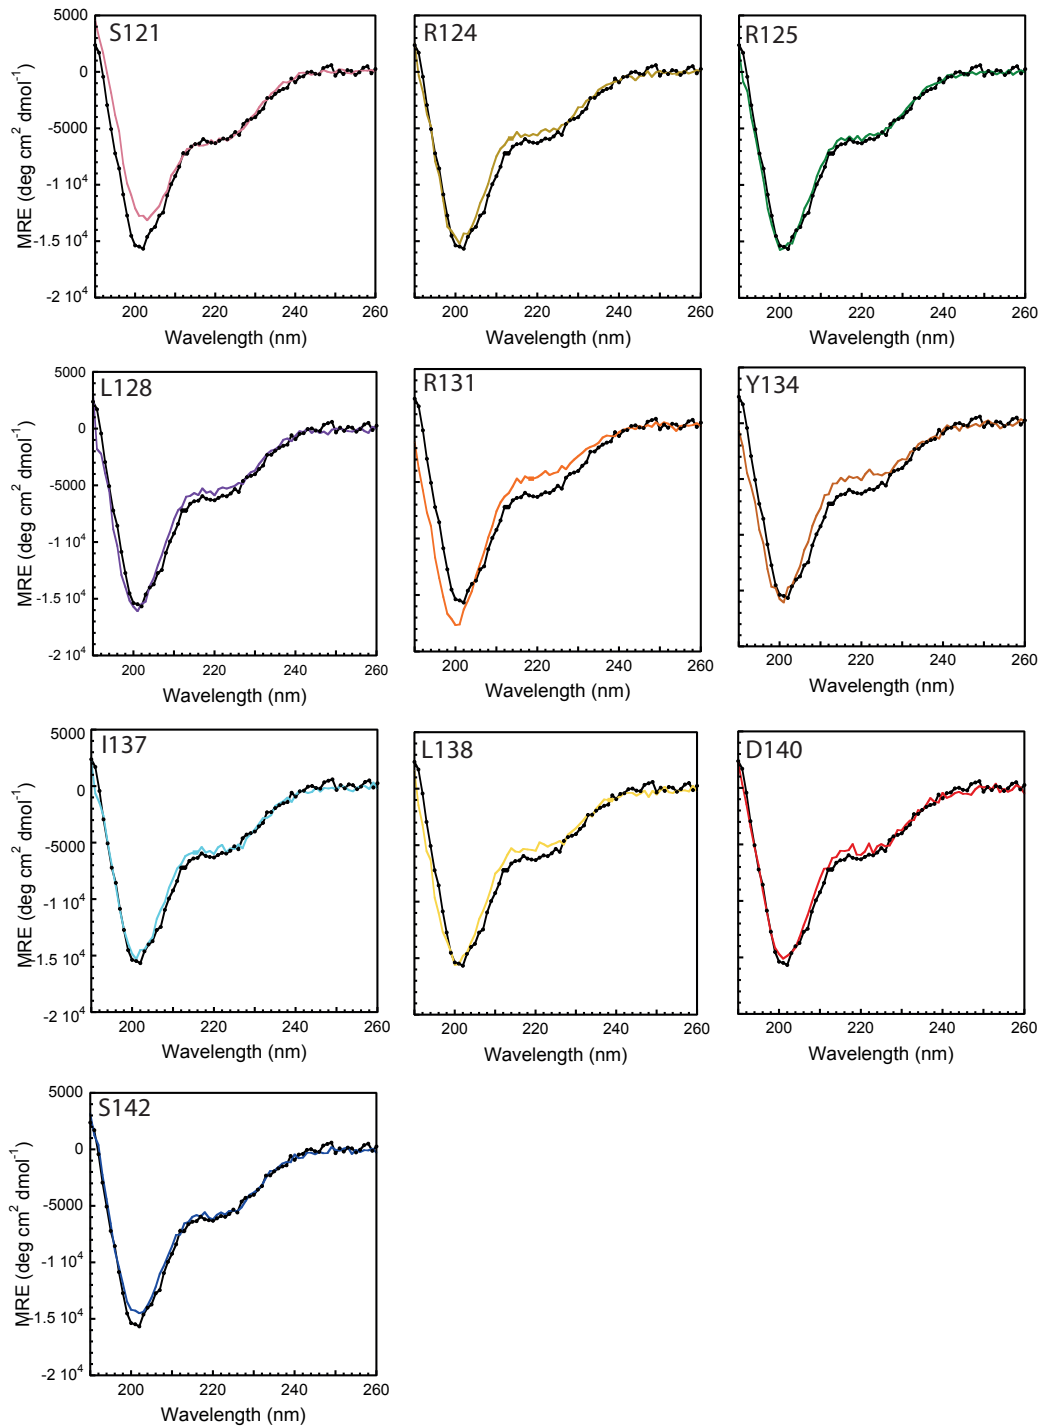 S121
R124
R125
5000
0
-5000
-1 10⁴
-1.5 10⁴
-2 10⁴
MRE (deg cm² dmol⁻¹)
200 220 240 260
200 220 240 260
200 220 240 260
Wavelength (nm)
Wavelength (nm)
Wavelength (nm)
L128
R131
Y134
5000
0
-5000
-1 10⁴
-1.5 10⁴
-2 10⁴
MRE (deg cm² dmol⁻¹)
200 220 240 260
200 220 240 260
200 220 240 260
Wavelength (nm)
Wavelength (nm)
Wavelength (nm)
I137
L138
D140
5000
0
-5000
-1 10⁴
-1.5 10⁴
-2 10⁴
MRE (deg cm² dmol⁻¹)
200 220 240 260
200 220 240 260
200 220 240 260
Wavelength (nm)
Wavelength (nm)
Wavelength (nm)
S142
5000
0
-5000
-1 10⁴
-1.5 10⁴
-2 10⁴
MRE (deg cm² dmol⁻¹)
200 220 240 260
Wavelength (nm)